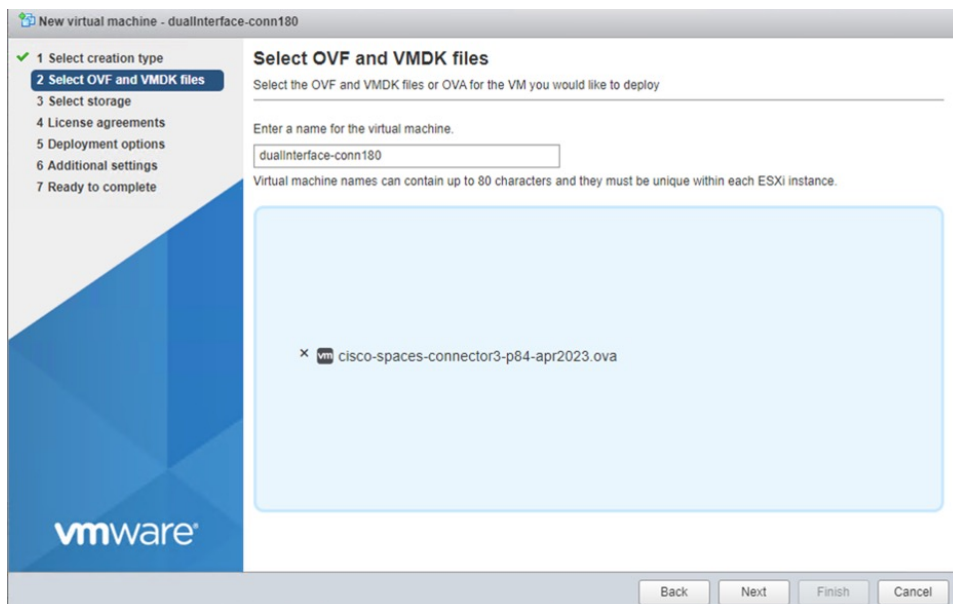 New virtual machine - dualInterface-conn180
1 Select creation type
2 Select OVF and VMDK files
3 Select storage
4 License agreements
5 Deployment options
6 Additional settings
7 Ready to complete
vmware®
Select OVF and VMDK files
Select the OVF and VMDK files or OVA for the VM you would like to deploy
Enter a name for the virtual machine.
dualInterface-conn180
Virtual machine names can contain up to 80 characters and they must be unique within each ESXi instance.
× vm cisco-spaces-connector3-p84-apr2023.ova
Back Next Finish Cancel